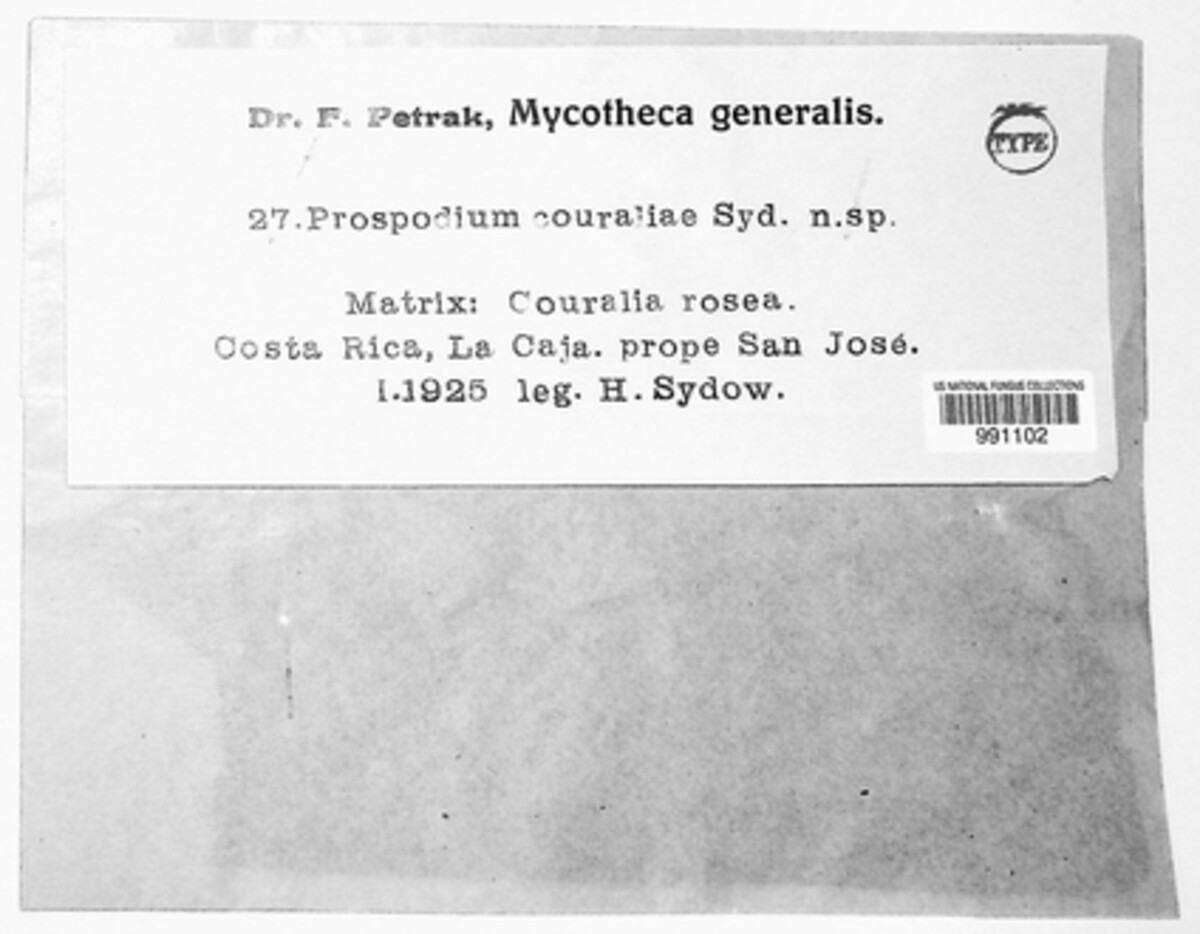 Dr. F. Petrak, Mycotheca generalis.
TYPE
27. Prospodium couraliae Syd. n.sp.
Matrix: Couralia rosea.
Costa Rica, La Caja. prope San José.
I.1925 leg. H. Sydow.
US NATIONAL FUNGUS COLLECTIONS
991102